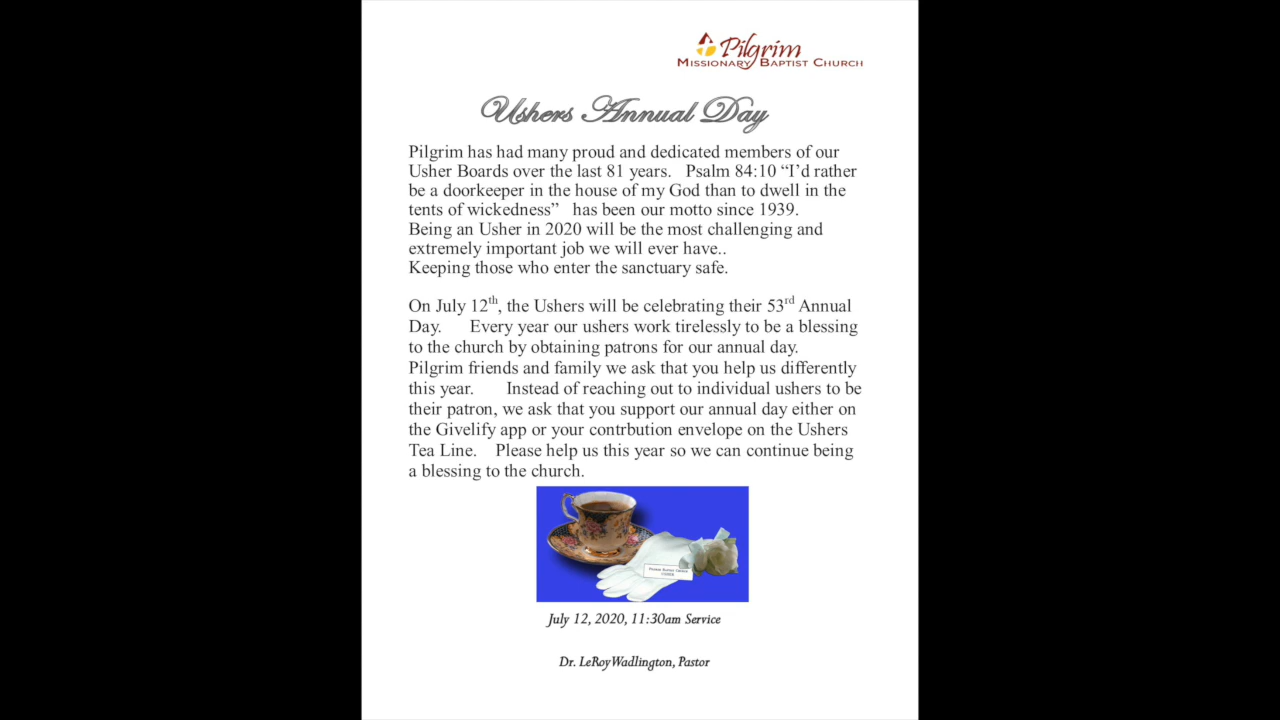 Pilgrim
Missionary Baptist Church
Ushers Annual Day
Pilgrim has had many proud and dedicated members of our
Usher Boards over the last 81 years. Psalm 84:10 “I’d rather
be a doorkeeper in the house of my God than to dwell in the
tents of wickedness” has been our motto since 1939.
Being an Usher in 2020 will be the most challenging and
extremely important job we will ever have..
Keeping those who enter the sanctuary safe.
On July 12th, the Ushers will be celebrating their 53rd Annual
Day. Every year our ushers work tirelessly to be a blessing
to the church by obtaining patrons for our annual day.
Pilgrim friends and family we ask that you help us differently
this year. Instead of reaching out to individual ushers to be
their patron, we ask that you support our annual day either on
the Givelify app or your contrbution envelope on the Ushers
Tea Line. Please help us this year so we can continue being
a blessing to the church.
Pilgrim Baptist Church
USHER
July 12, 2020, 11:30am Service
Dr. LeRoy Wadlington, Pastor